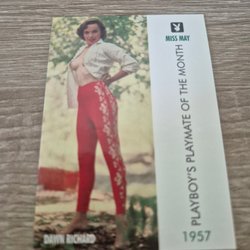 MISS MAY
PLAYBOY'S PLAYMATE OF THE MONTH
DAWN RICHARD
1957